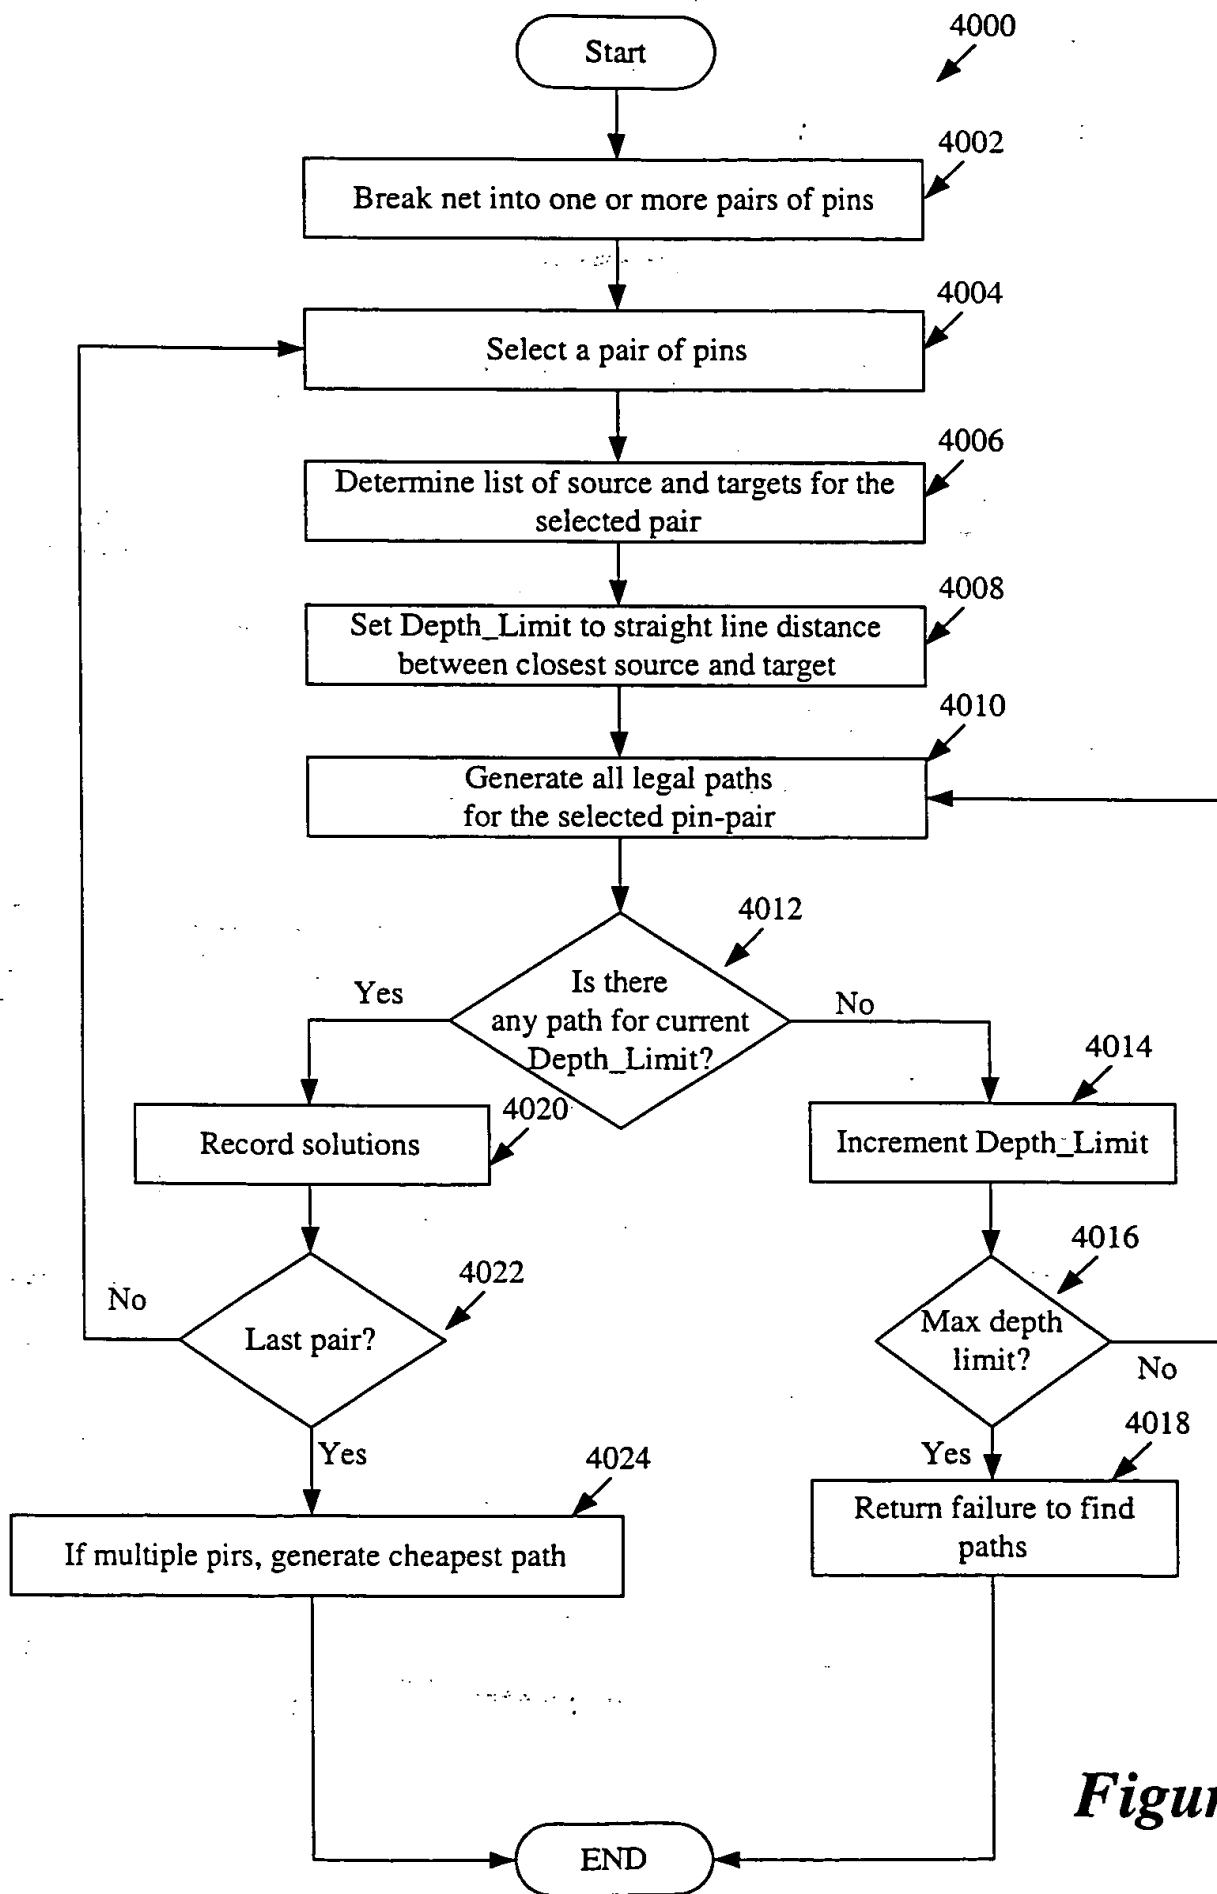 Start
4000
4002
Break net into one or more pairs of pins
4004
Select a pair of pins
4006
Determine list of source and targets for the
selected pair
4008
Set Depth_Limit to straight line distance
between closest source and target
4010
Generate all legal paths
for the selected pin-pair
4012
Is there
any path for current
Depth_Limit?
Yes
No
4014
Increment Depth_Limit
4020
Record solutions
4016
Max depth
limit?
No
4022
Last pair?
No
Yes
4018
Yes
Return failure to find
paths
4024
If multiple pirs, generate cheapest path
END